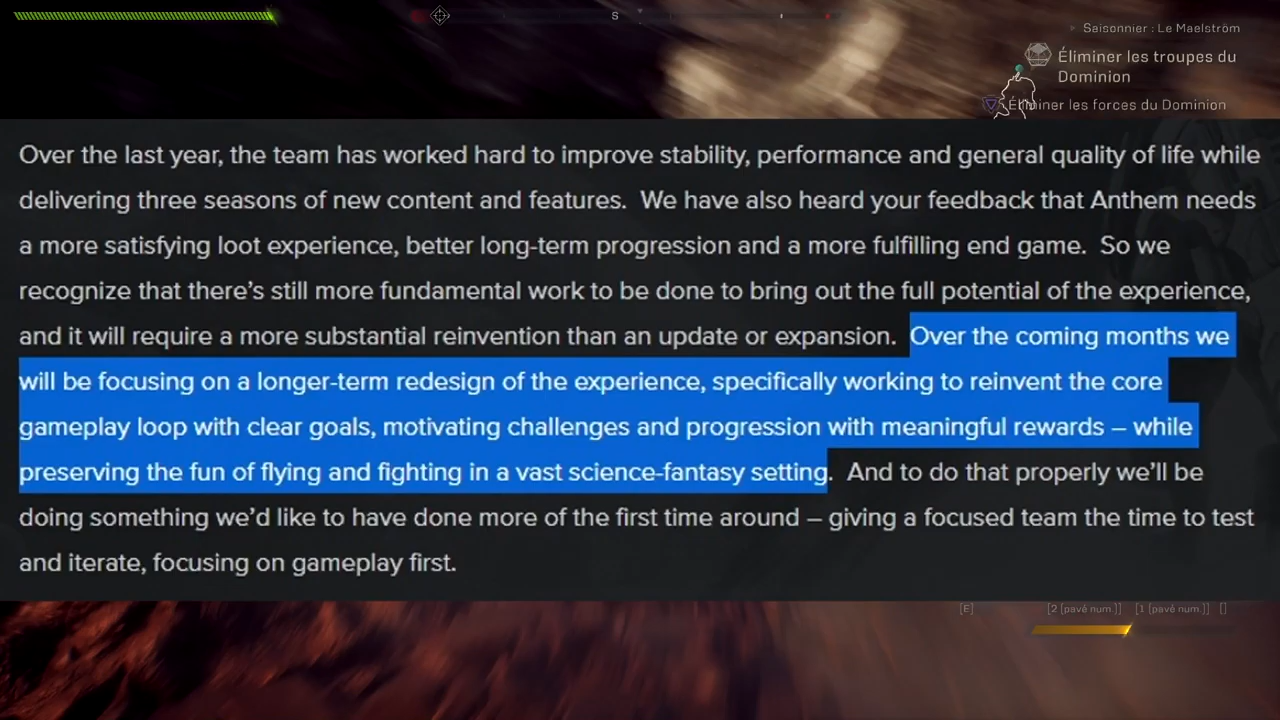 S
Saisonnier : Le Maelström
Éliminer les troupes du
Dominion
Éliminer les forces du Dominion
Over the last year, the team has worked hard to improve stability, performance and general quality of life while
delivering three seasons of new content and features.  We have also heard your feedback that Anthem needs
a more satisfying loot experience, better long-term progression and a more fulfilling end game.  So we
recognize that there’s still more fundamental work to be done to bring out the full potential of the experience,
and it will require a more substantial reinvention than an update or expansion.  Over the coming months we
will be focusing on a longer-term redesign of the experience, specifically working to reinvent the core
gameplay loop with clear goals, motivating challenges and progression with meaningful rewards – while
preserving the fun of flying and fighting in a vast science-fantasy setting.  And to do that properly we’ll be
doing something we’d like to have done more of the first time around – giving a focused team the time to test
and iterate, focusing on gameplay first.
[E] [2 (pavé num.)] [1 (pavé num.)] []